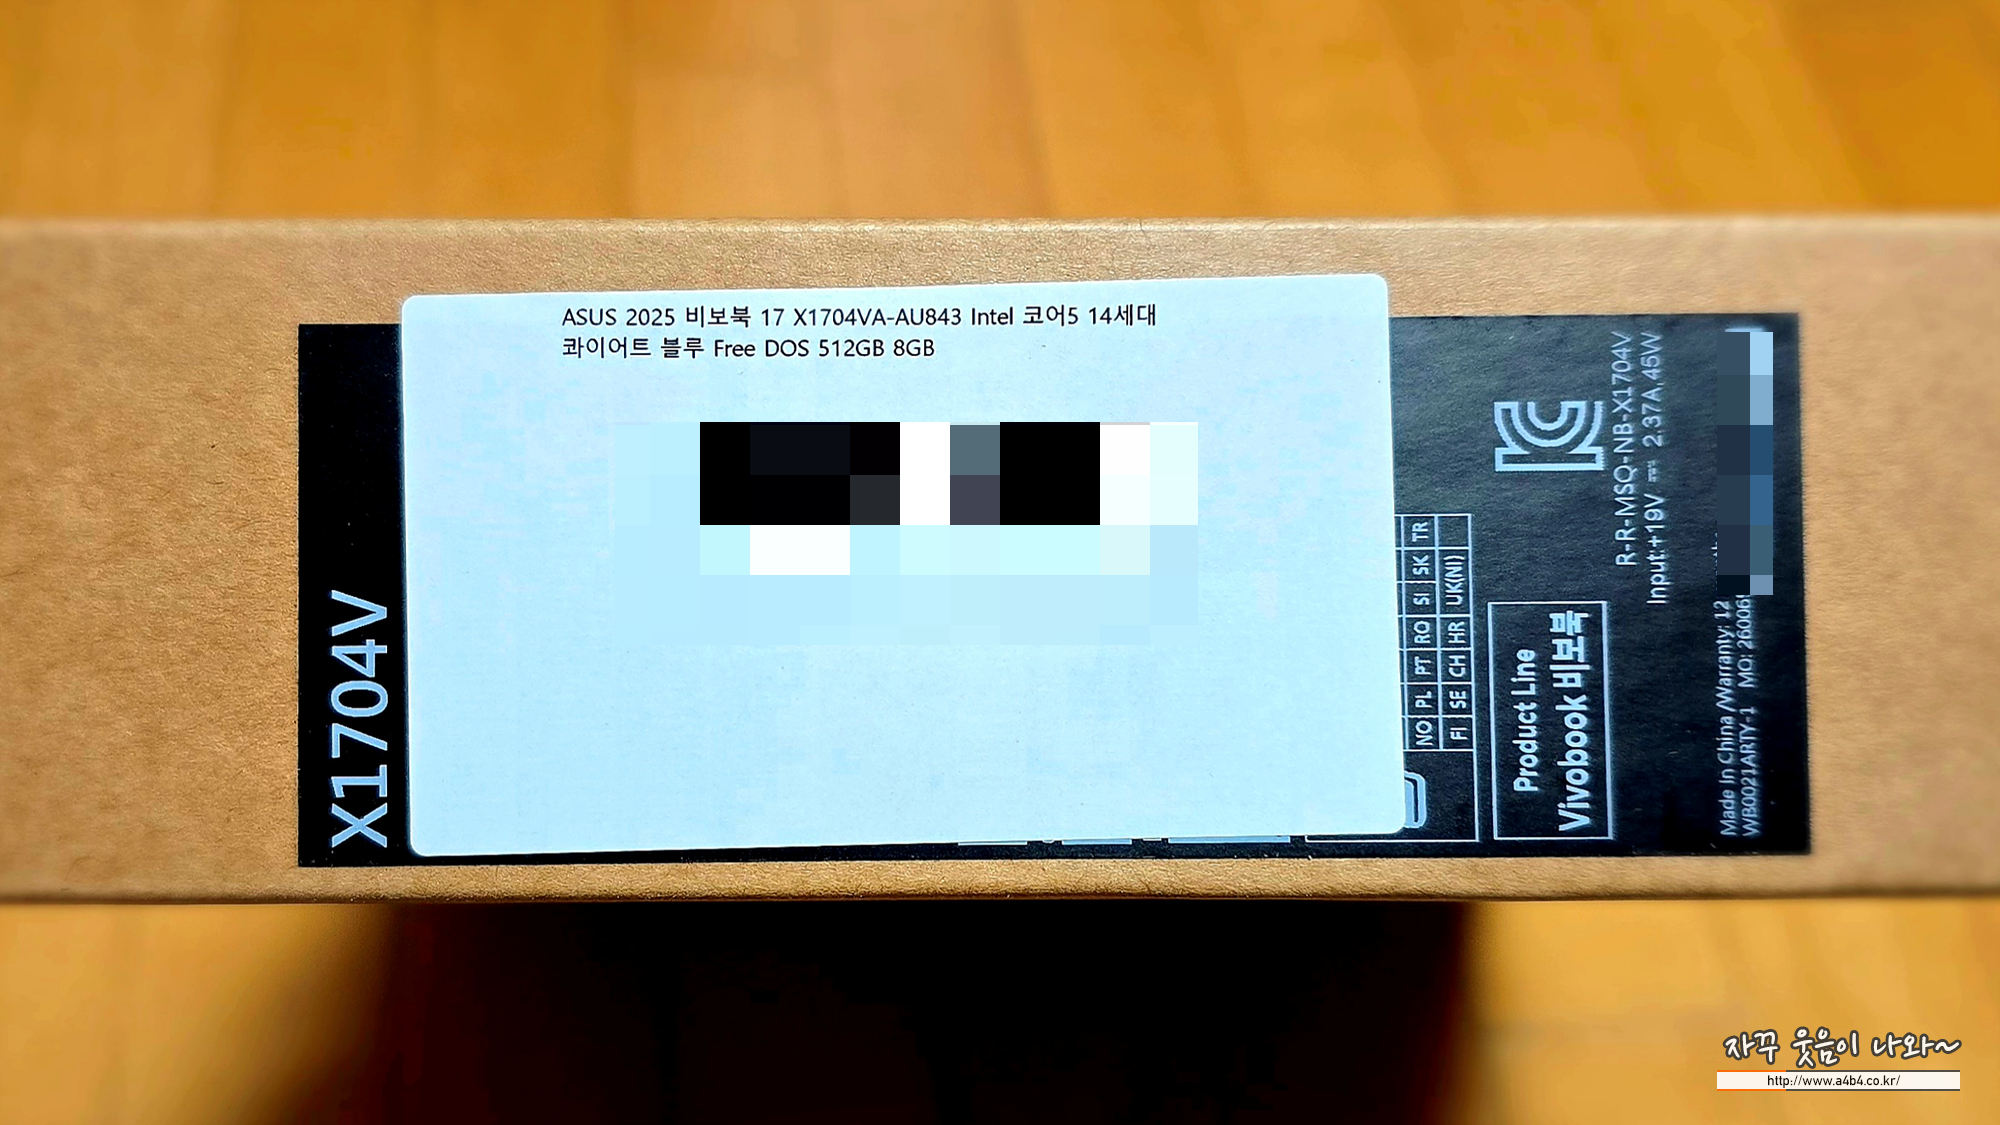 ASUS 2025 비보북 17 X1704VA-AU843 Intel 코어5 14세대
콰이어트 블루 Free DOS 512GB 8GB
X1704V
NO PL PT RO SI SK TR
FI SE CH HR UK(NI)
Product Line
Vivobook 비보북
R-R-MSQ-NB-X1704V
Input:+19V ⎓ 2.37A,45W
Made In China /Warranty: 12
WB0021ARTY-1 MO: 26006
자꾸 웃음이 나와~
http://www.a4b4.co.kr/